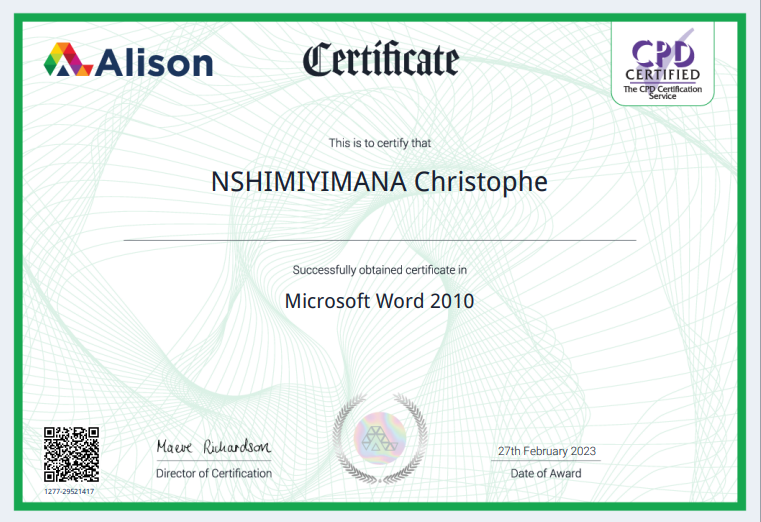 Alison
Certificate
CPD
CERTIFIED
The CPD Certification
Service
This is to certify that
NSHIMIYIMANA Christophe
Successfully obtained certificate in
Microsoft Word 2010
Maeve Richardson
Director of Certification
27th February 2023
Date of Award
1277-29521417